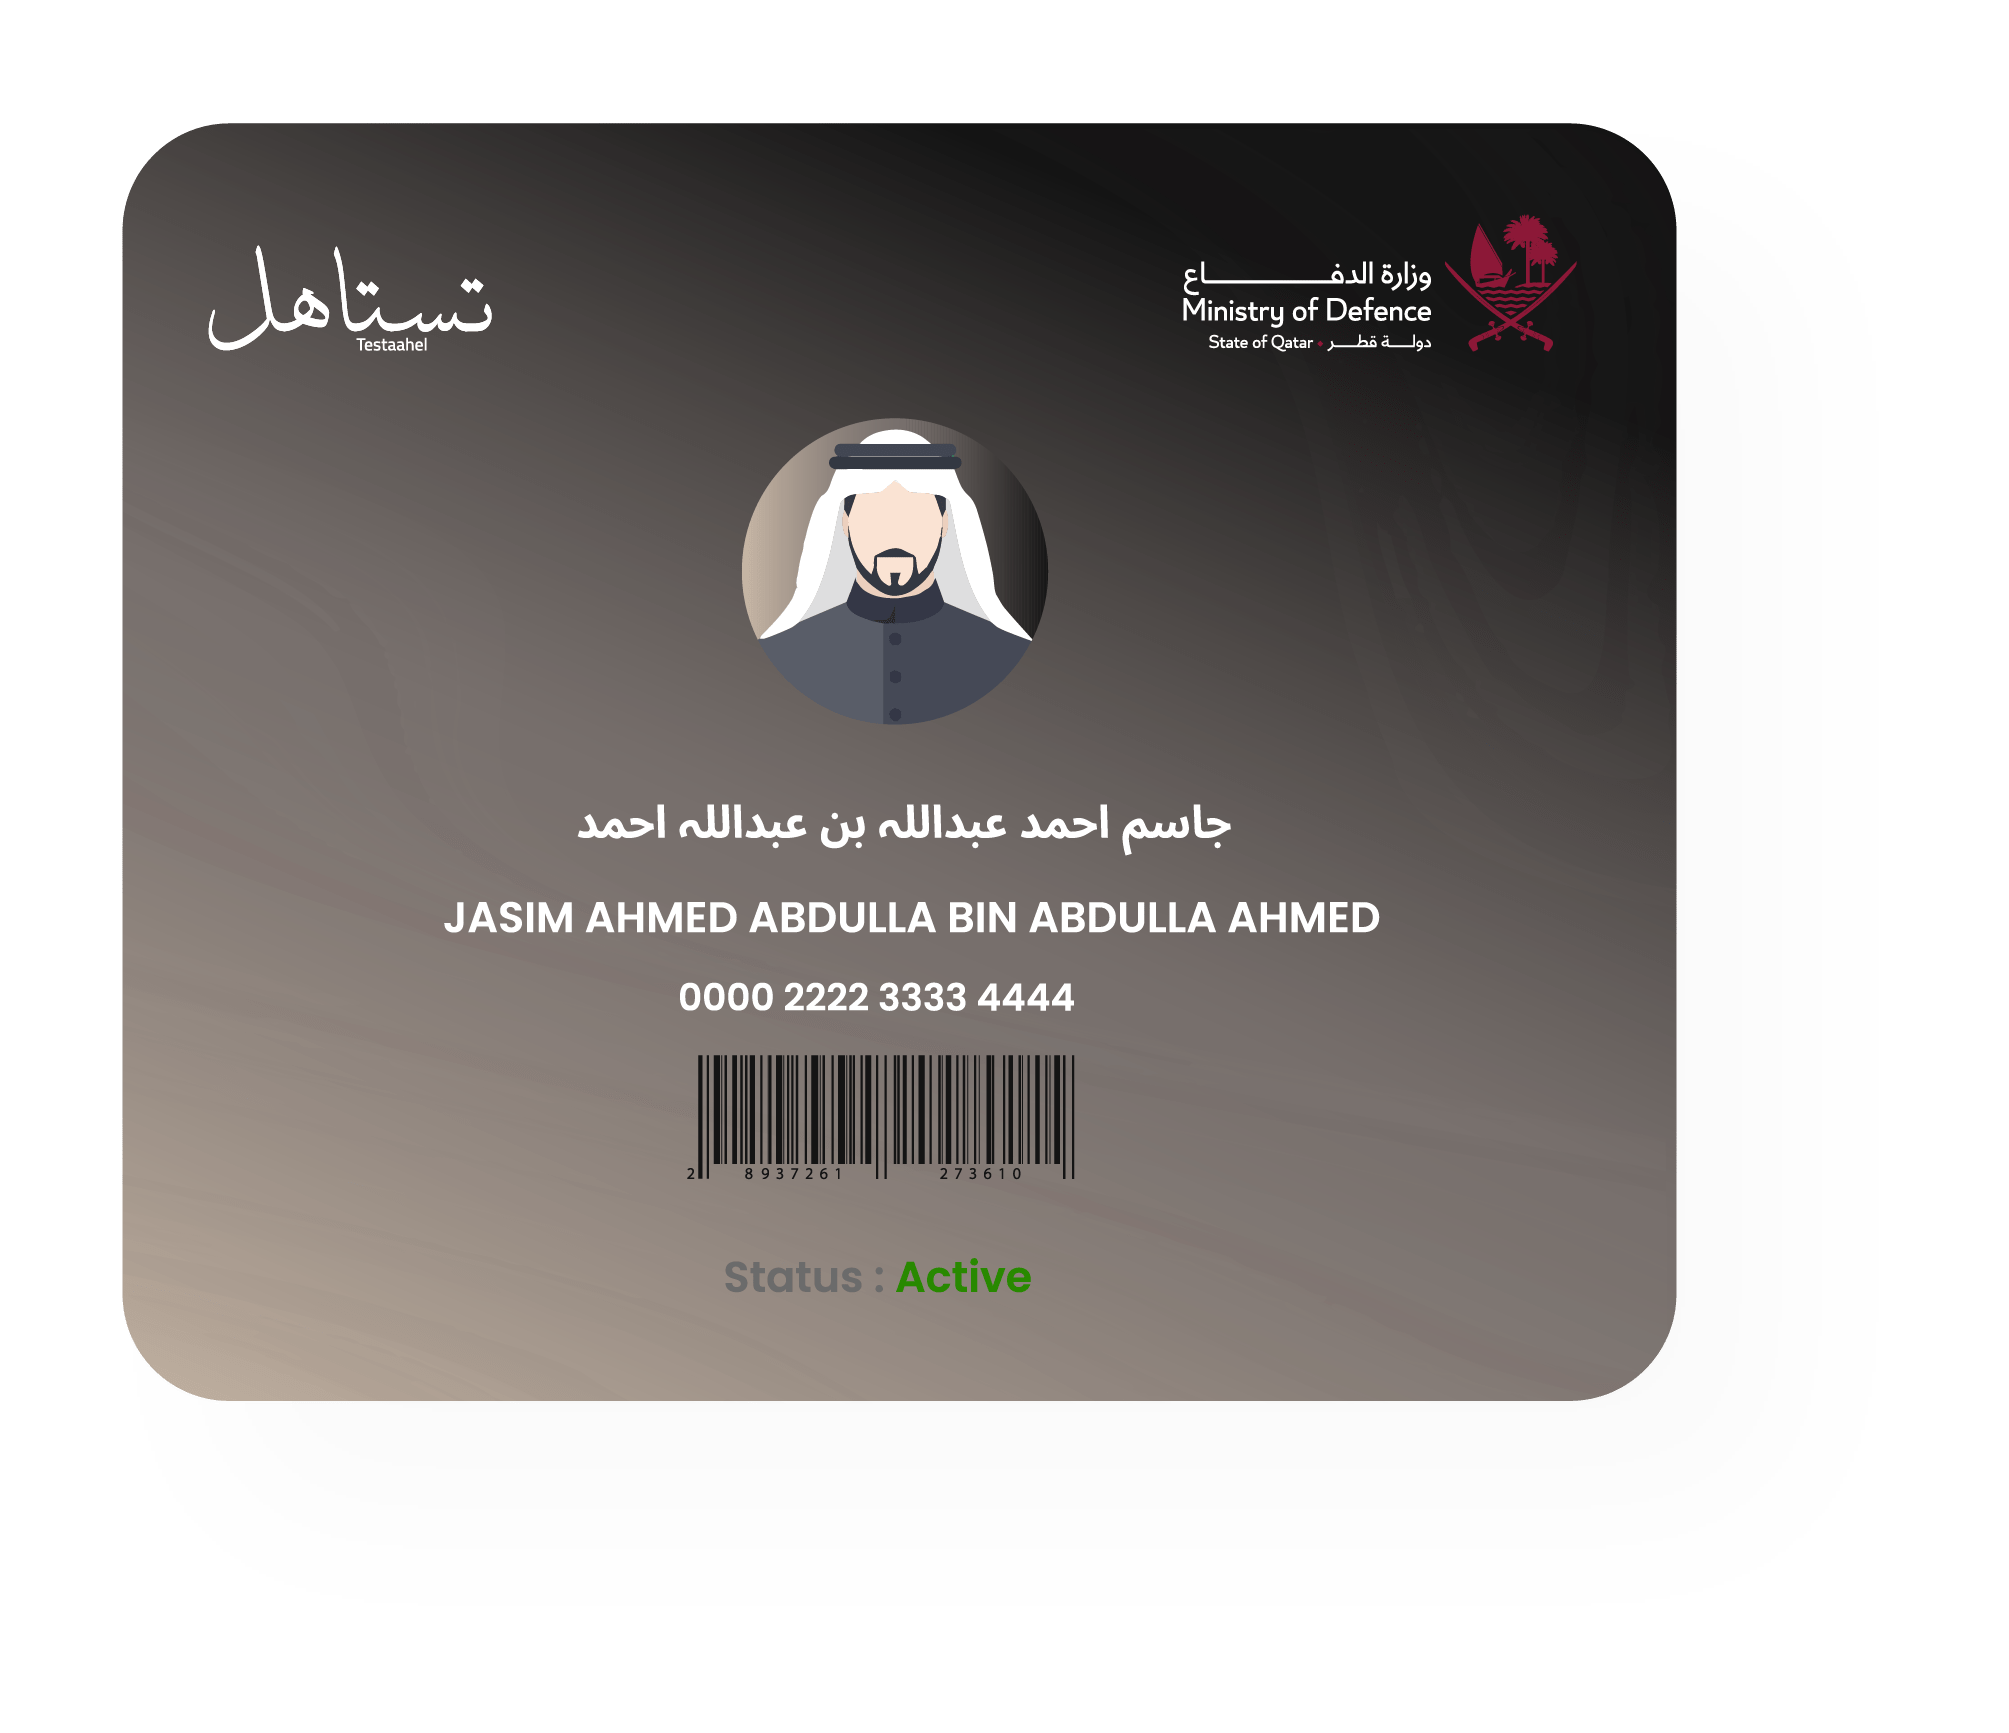 تستاهل
Testaahel
وزارة الدفـــــــــــاع
Ministry of Defence
State of Qatar • دولـــة قطـــر
جاسم احمد عبدالله بن عبدالله احمد
JASIM AHMED ABDULLA BIN ABDULLA AHMED
0000 2222 3333 4444
2 8937261 273610
Status : Active